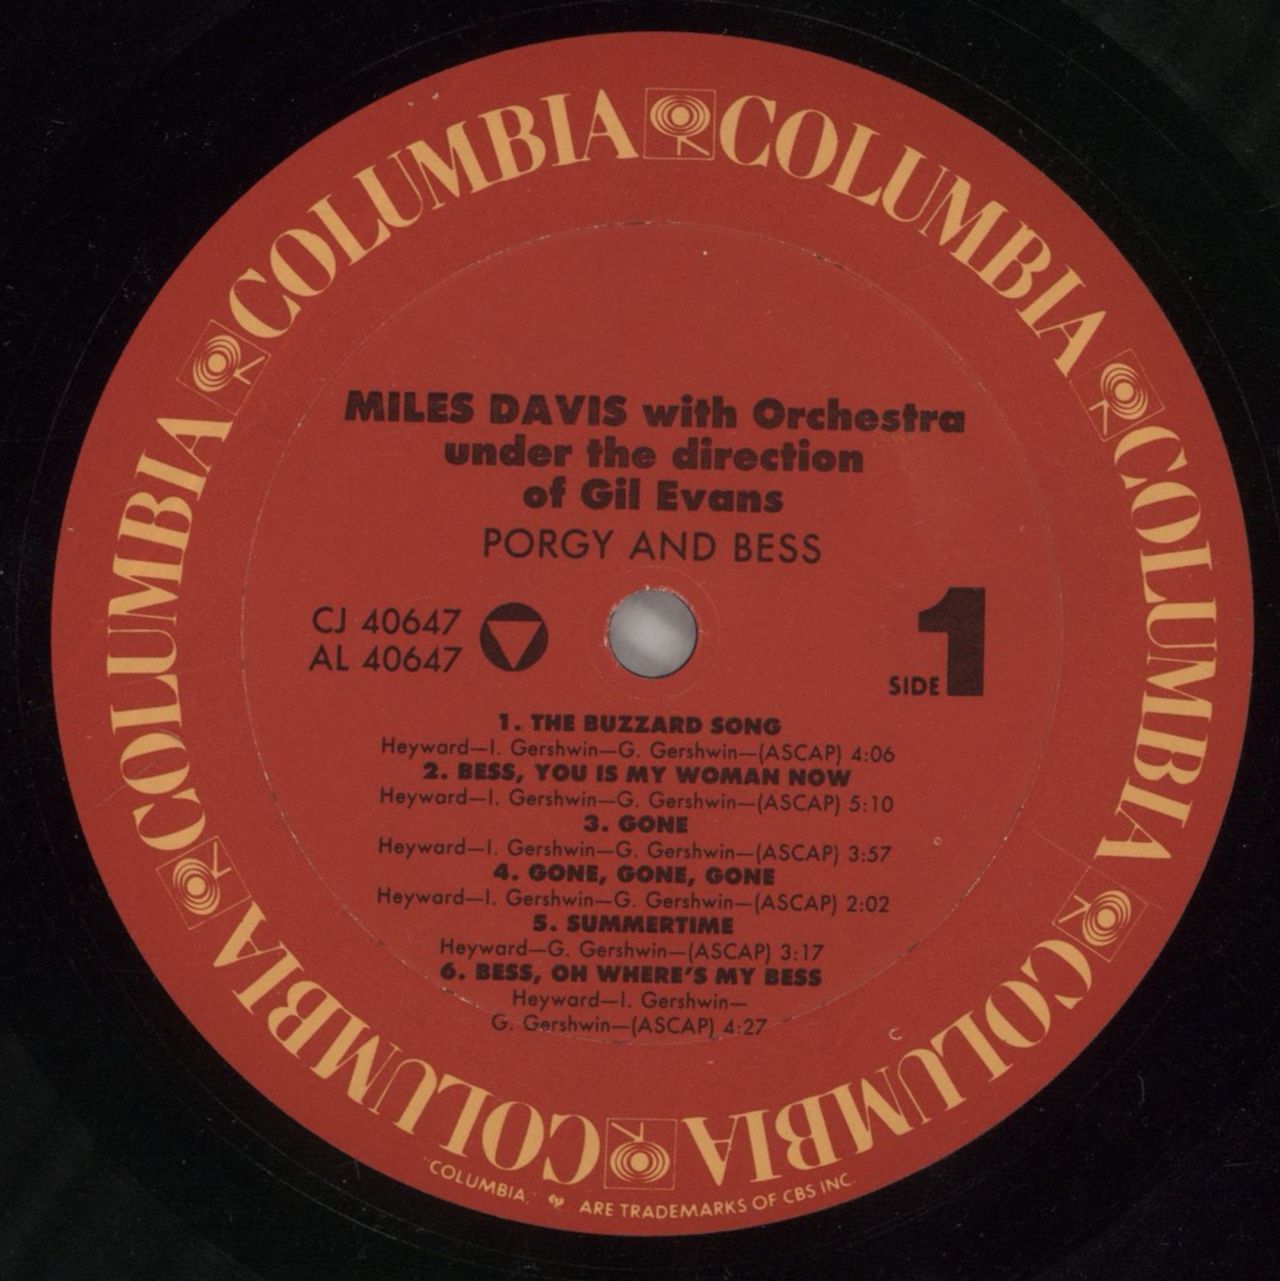 COLUMBIA COLUMBIA COLUMBIA COLUMBIA COLUMBIA COLUMBIA
MILES DAVIS with Orchestra
under the direction
of Gil Evans
PORGY AND BESS
CJ 40647
AL 40647
SIDE 1
1. THE BUZZARD SONG
Heyward—I. Gershwin—G. Gershwin—(ASCAP) 4:06
2. BESS, YOU IS MY WOMAN NOW
Heyward—I. Gershwin—G. Gershwin—(ASCAP) 5:10
3. GONE
Heyward—I. Gershwin—G. Gershwin—(ASCAP) 3:57
4. GONE, GONE, GONE
Heyward—I. Gershwin—G. Gershwin—(ASCAP) 2:02
5. SUMMERTIME
Heyward—G. Gershwin—(ASCAP) 3:17
6. BESS, OH WHERE'S MY BESS
Heyward—I. Gershwin—
G. Gershwin—(ASCAP) 4:27
"COLUMBIA," ARE TRADEMARKS OF CBS INC.